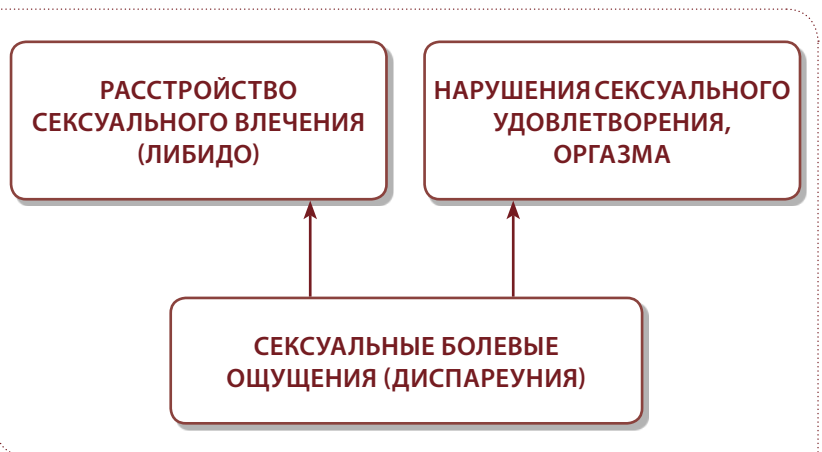 РАССТРОЙСТВО
СЕКСУАЛЬНОГО ВЛЕЧЕНИЯ
(ЛИБИДО)
НАРУШЕНИЯ СЕКСУАЛЬНОГО
УДОВЛЕТВОРЕНИЯ,
ОРГАЗМА
СЕКСУАЛЬНЫЕ БОЛЕВЫЕ
ОЩУЩЕНИЯ (ДИСПАРЕУНИЯ)